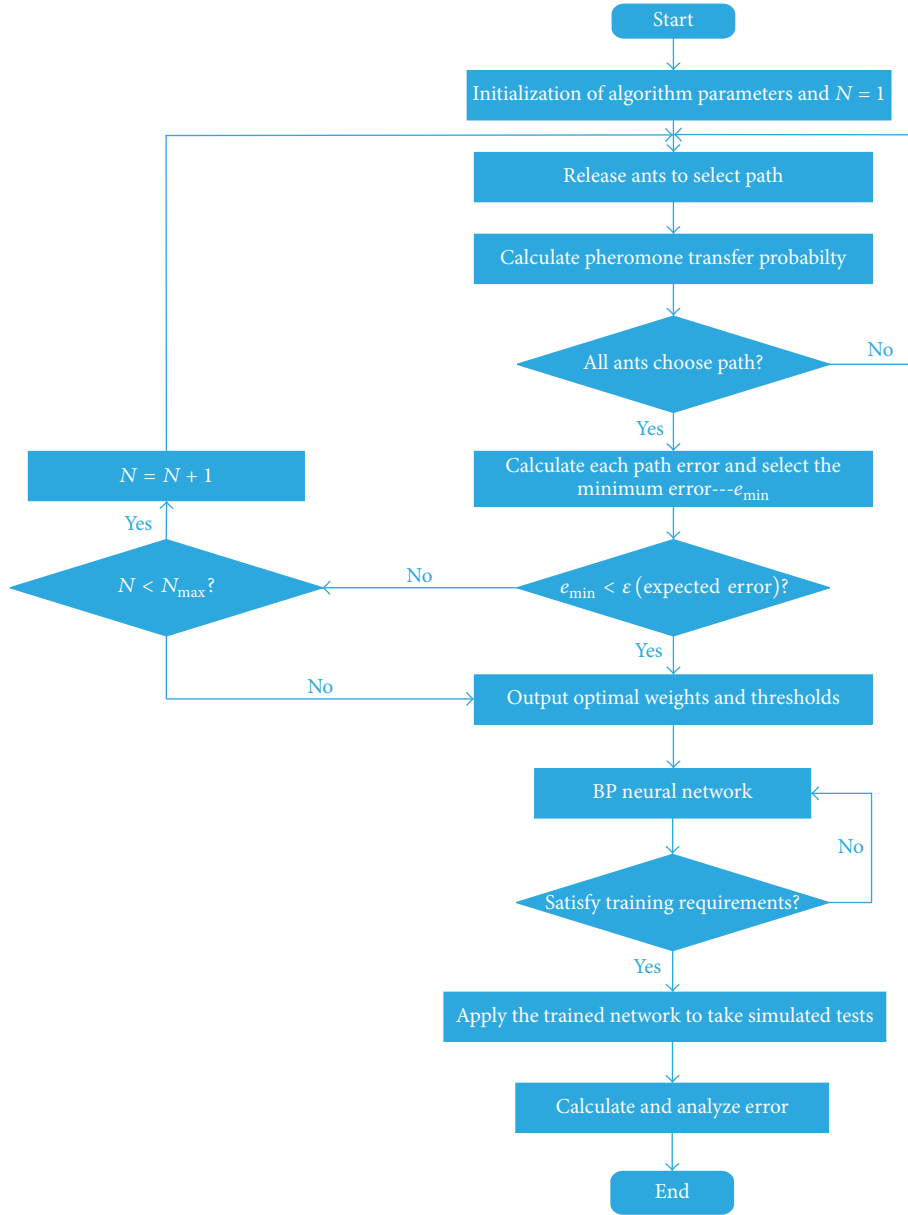 Start
Initialization of algorithm parameters and N = 1
Release ants to select path
Calculate pheromone transfer probabilty
All ants choose path?
No
Yes
Calculate each path error and select the
minimum error---e_min
N = N + 1
Yes
N < N_max?
No
e_min < ε (expected error)?
Yes
No
Output optimal weights and thresholds
BP neural network
No
Satisfy training requirements?
Yes
Apply the trained network to take simulated tests
Calculate and analyze error
End